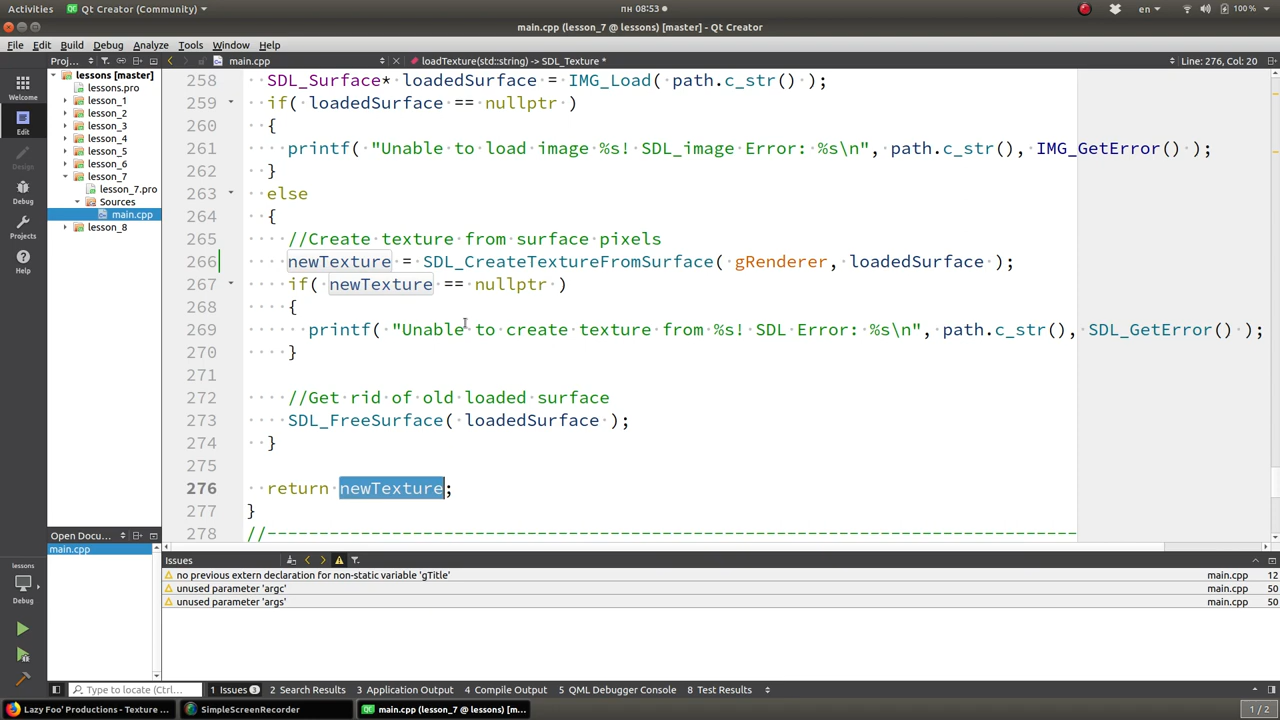 Activities Qt Creator (Community) пн 08:53 en 100 %
main.cpp (lesson_7 @ lessons) [master] - Qt Creator
File Edit Build Debug Analyze Tools Window Help
Proj... main.cpp loadTexture(std::string) -> SDL_Texture * Line: 276, Col: 20
Welcome
Edit
Design
Debug
Projects
Help
lessons
Debug
lessons [master]
lessons.pro
lesson_1
lesson_2
lesson_3
lesson_4
lesson_5
lesson_6
lesson_7
lesson_7.pro
Sources
main.cpp
lesson_8
Open Docu...
main.cpp
258 SDL_Surface* loadedSurface = IMG_Load( path.c_str() );
259 if( loadedSurface == nullptr )
260 {
261 printf( "Unable to load image %s! SDL_image Error: %s\n", path.c_str(), IMG_GetError() );
262 }
263 else
264 {
265 //Create texture from surface pixels
266 newTexture = SDL_CreateTextureFromSurface( gRenderer, loadedSurface );
267 if( newTexture == nullptr )
268 {
269 printf( "Unable to create texture from %s! SDL Error: %s\n", path.c_str(), SDL_GetError() );
270 }
271
272 //Get rid of old loaded surface
273 SDL_FreeSurface( loadedSurface );
274 }
275
276 return newTexture;
277 }
278 //--------------------------------------------------------------------------------
Issues
no previous extern declaration for non-static variable 'gTitle' main.cpp 12
unused parameter 'argc' main.cpp 50
unused parameter 'args' main.cpp 50
Type to locate (Ctrl+... 1 Issues 3 2 Search Results 3 Application Output 4 Compile Output 5 QML Debugger Console 8 Test Results
Lazy Foo' Productions - Texture ... SimpleScreenRecorder main.cpp (lesson_7 @ lessons) [m... 1 / 2